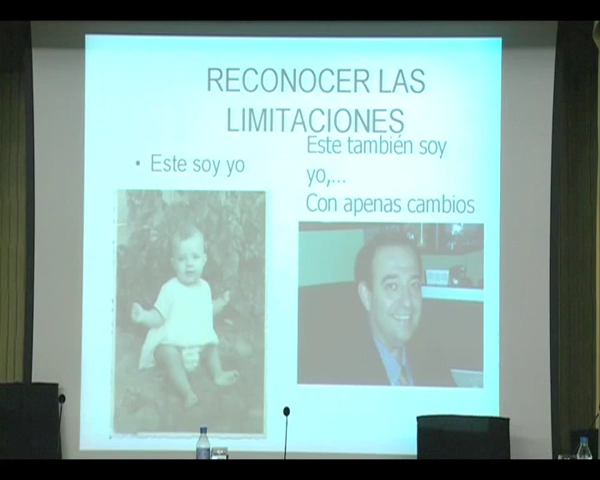 RECONOCER LAS
LIMITACIONES
• Este soy yo
Este también soy
yo,...
Con apenas cambios